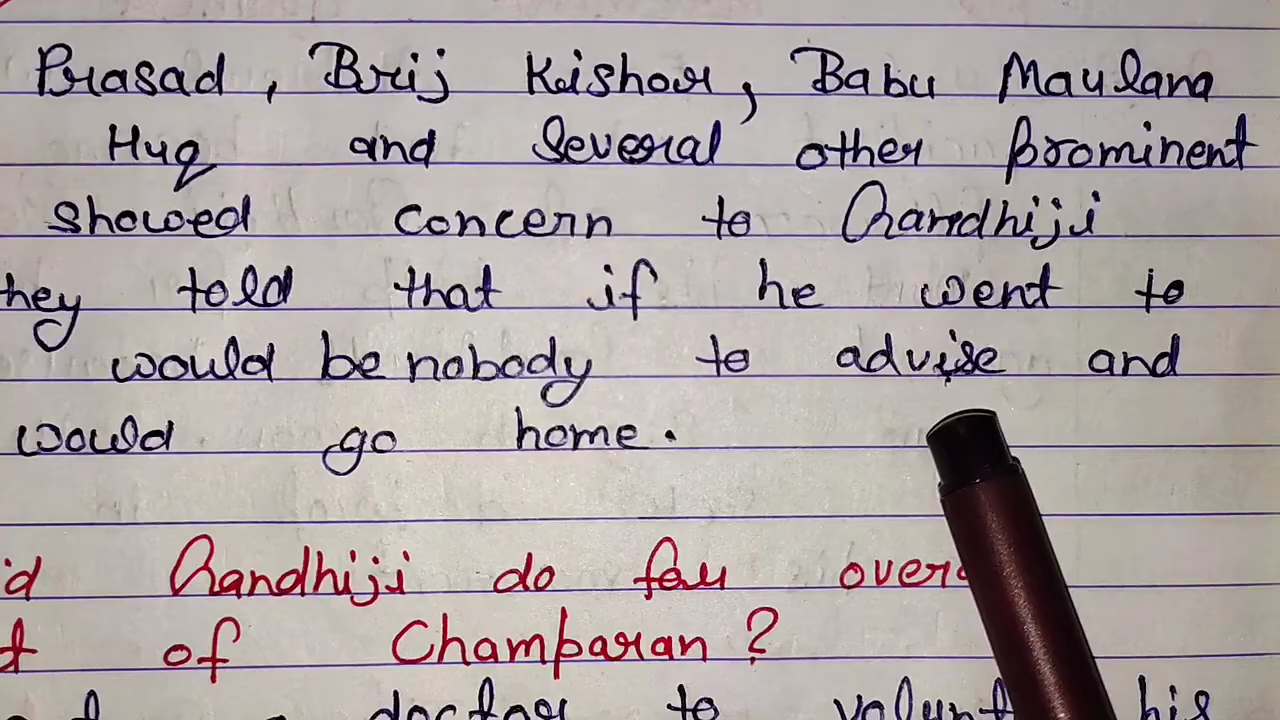 Prasad, Brij Kishor, Babu Maulana
Huq and several other prominent
showed concern to Gandhiji
hey told that if he went to
would be nobody to advise and
would go home.
d Gandhiji do for over
t of Champaran?
doctor to volunt his